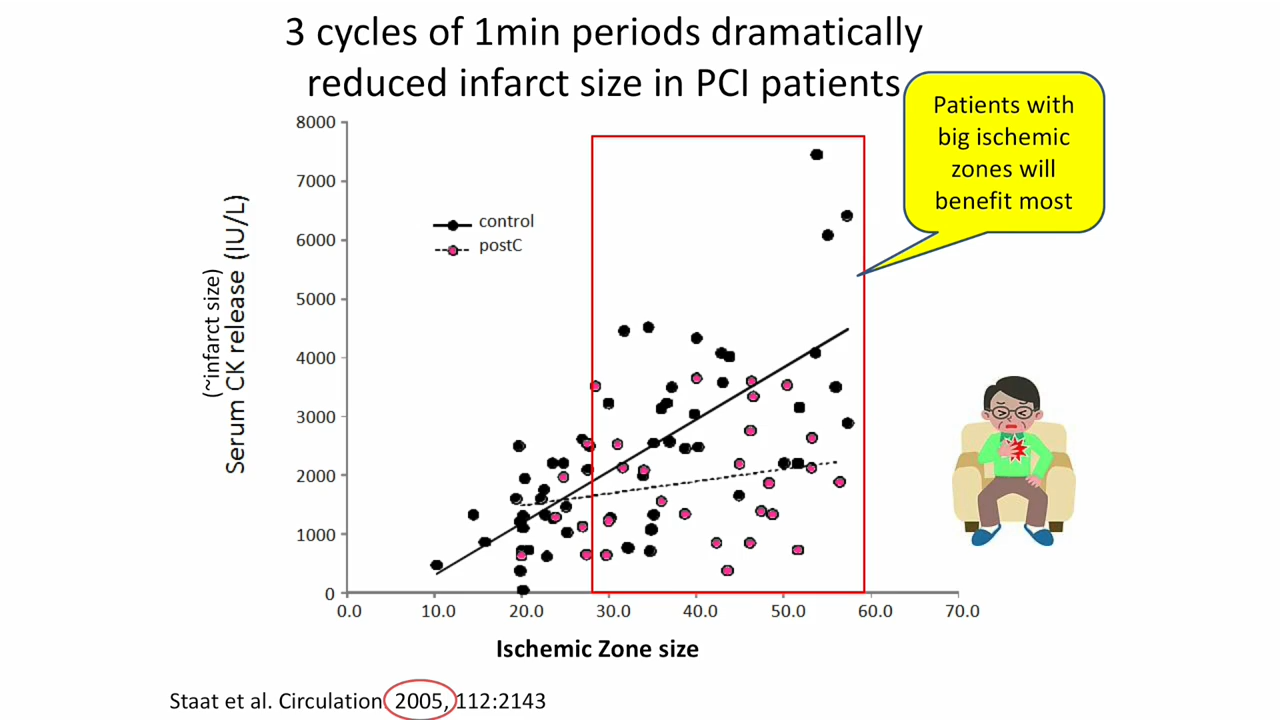 3 cycles of 1min periods dramatically
reduced infarct size in PCI patients
Patients with
big ischemic
zones will
benefit most
8000
7000
6000
5000
4000
3000
2000
1000
0
(~infarct size)
Serum CK release (IU/L)
control
postC
0.0 10.0 20.0 30.0 40.0 50.0 60.0 70.0
Ischemic Zone size
Staat et al. Circulation 2005, 112:2143